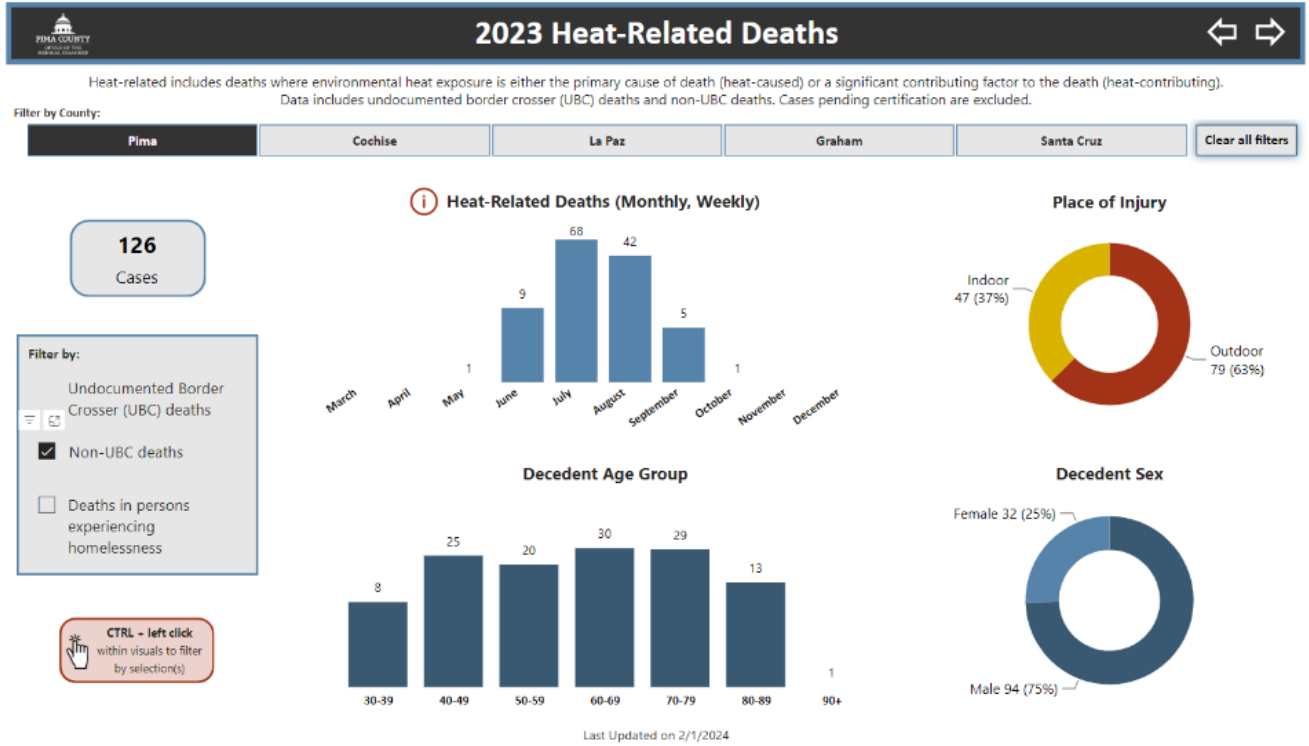 PIMA COUNTY
OFFICE OF THE
MEDICAL EXAMINER
2023 Heat-Related Deaths
Heat-related includes deaths where environmental heat exposure is either the primary cause of death (heat-caused) or a significant contributing factor to the death (heat-contributing).
Data includes undocumented border crosser (UBC) deaths and non-UBC deaths. Cases pending certification are excluded.
Filter by County:
Pima
Cochise
La Paz
Graham
Santa Cruz
Clear all filters
126
Cases
Filter by:
Undocumented Border
Crosser (UBC) deaths
Non-UBC deaths
Deaths in persons
experiencing
homelessness
CTRL + left click
within visuals to filter
by selection(s)
i Heat-Related Deaths (Monthly, Weekly)
1
9
68
42
5
1
March
April
May
June
July
August
September
October
November
December
Place of Injury
Indoor
47 (37%)
Outdoor
79 (63%)
Decedent Age Group
8
25
20
30
29
13
1
30-39
40-49
50-59
60-69
70-79
80-89
90+
Decedent Sex
Female 32 (25%)
Male 94 (75%)
Last Updated on 2/1/2024